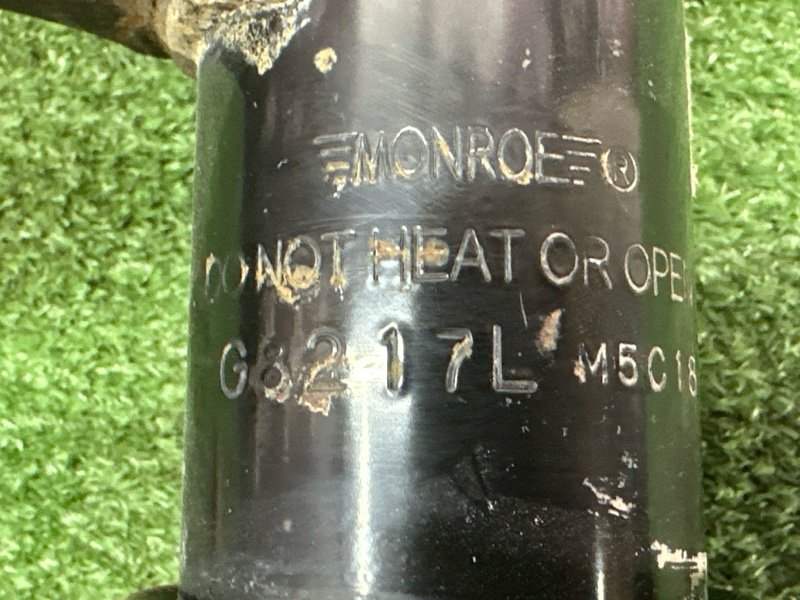 MONROE®
DO NOT HEAT OR OPEN
G8217L M5C18